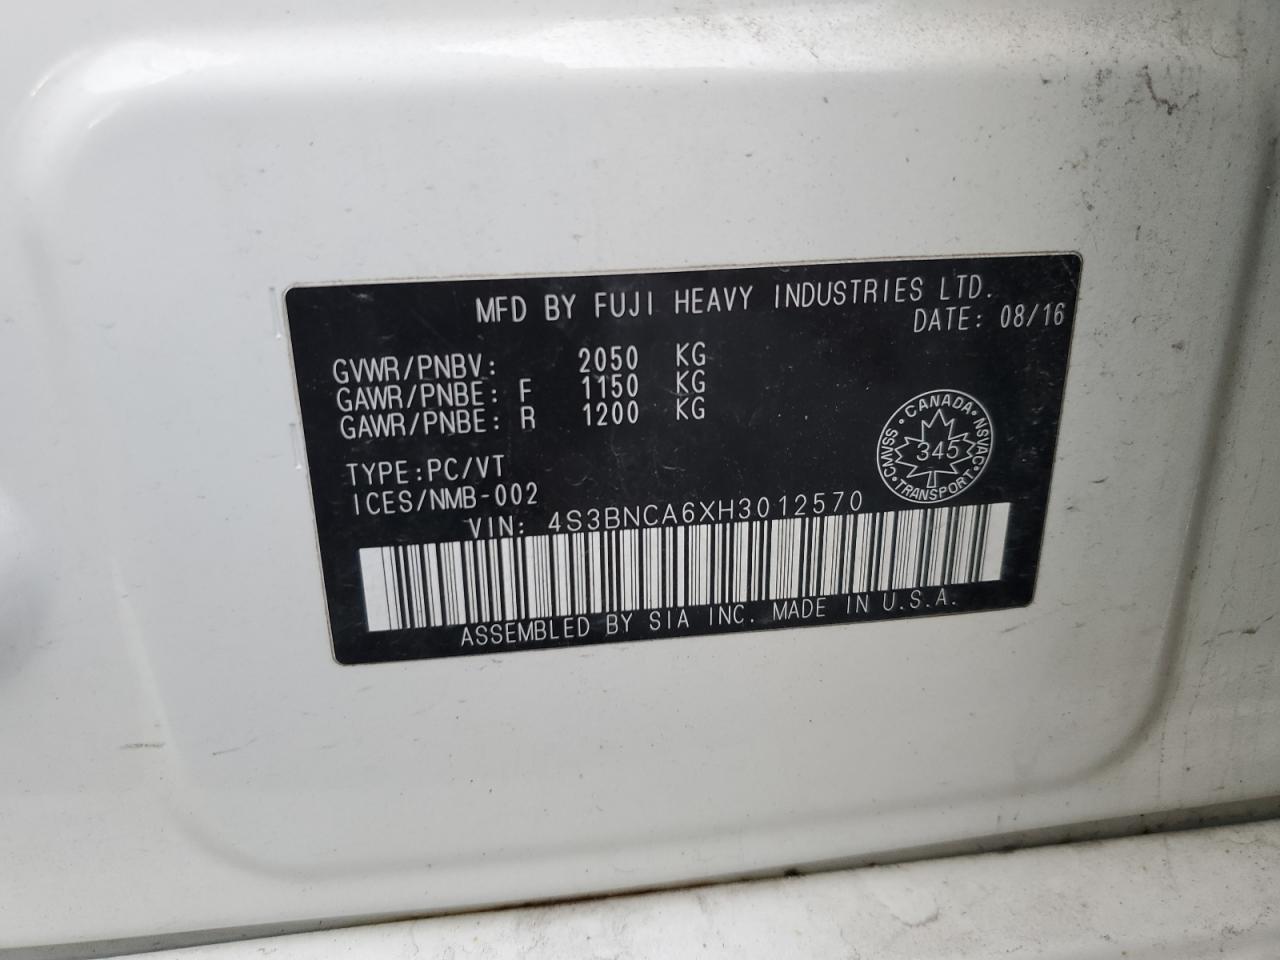 MFD BY FUJI HEAVY INDUSTRIES LTD.
DATE: 08/16
GVWR/PNBV: 2050 KG
GAWR/PNBE: F 1150 KG
GAWR/PNBE: R 1200 KG
TYPE:PC/VT
ICES/NMB-002
CANADA
CMVSS 345 NSVAC
TRANSPORT
VIN: 4S3BNCA6XH3012570
ASSEMBLED BY SIA INC. MADE IN U.S.A.